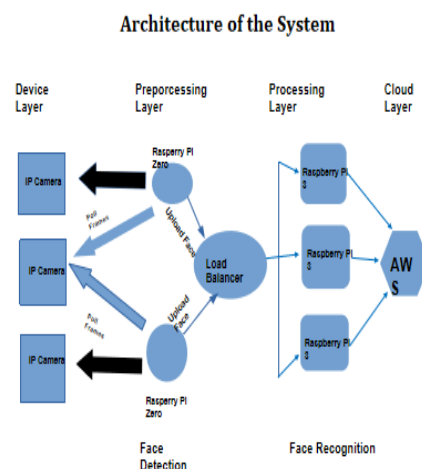 Architecture of the System
Device
Layer
Preporcessing
Layer
Processing
Layer
Cloud
Layer
Rasperry PI
Zero
IP Camera
Poll
Frames
Upload Face
IP Camera
Load
Balancer
Poll
Frames
Upload
Face
IP Camera
Rasperry PI
Zero
Raspberry PI
3
Raspberry PI
3
Raspberry PI
3
AW
S
Face
Detection
Face Recognition